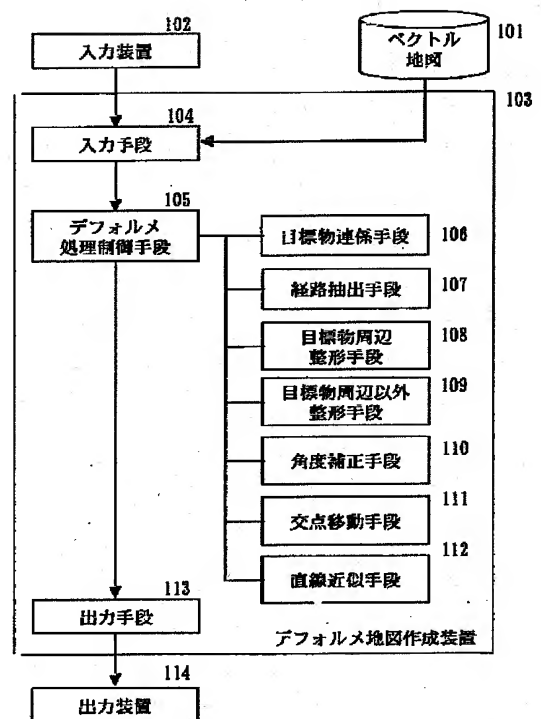 102
入力装置
ベクトル
地図
101
103
104
入力手段
105
デフォルメ
処理制御手段
目標物連係手段
106
経路抽出手段
107
目標物周辺
整形手段
108
目標物周辺以外
整形手段
109
角度補正手段
110
交点移動手段
111
直線近似手段
112
113
出力手段
デフォルメ地図作成装置
114
出力装置